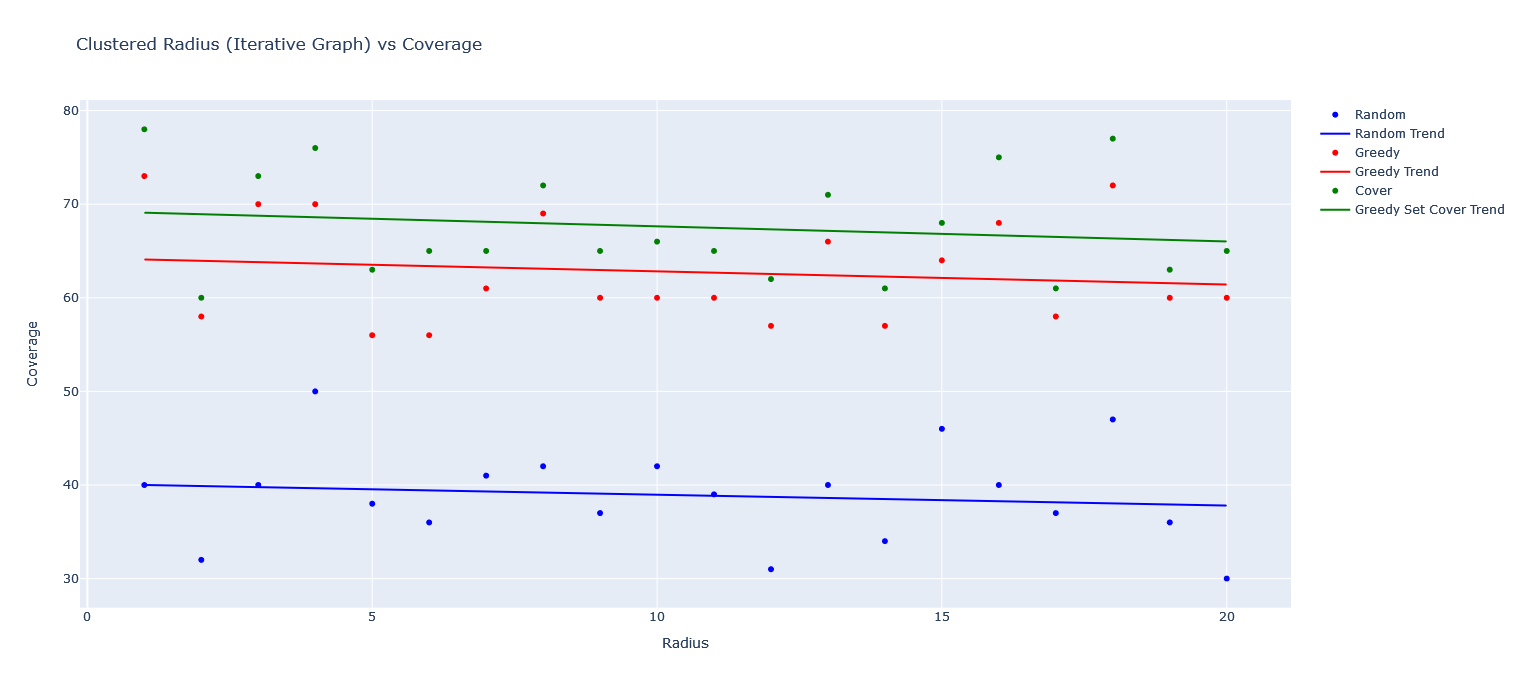 Clustered Radius (Iterative Graph) vs Coverage
80
70
60
50
40
30
Coverage
0
5
10
15
20
Radius
Random
Random Trend
Greedy
Greedy Trend
Cover
Greedy Set Cover Trend